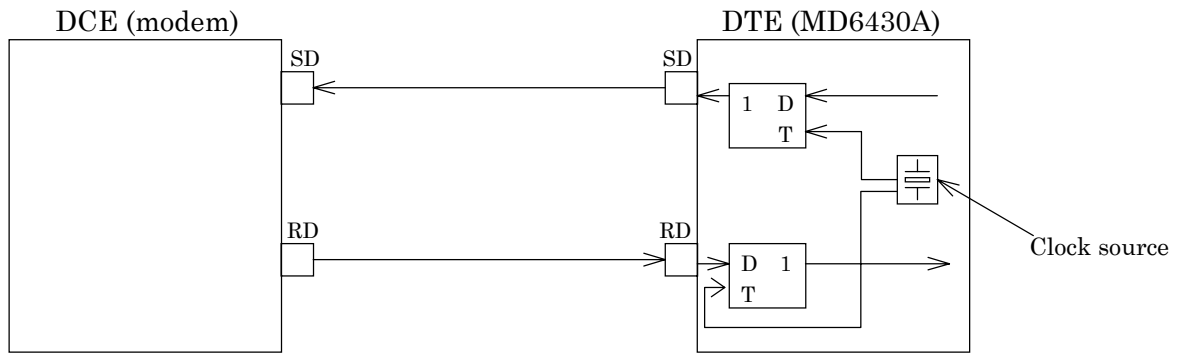 DCE (modem)
DTE (MD6430A)
SD
SD
1 D
T
Clock source
RD
RD
D 1
T